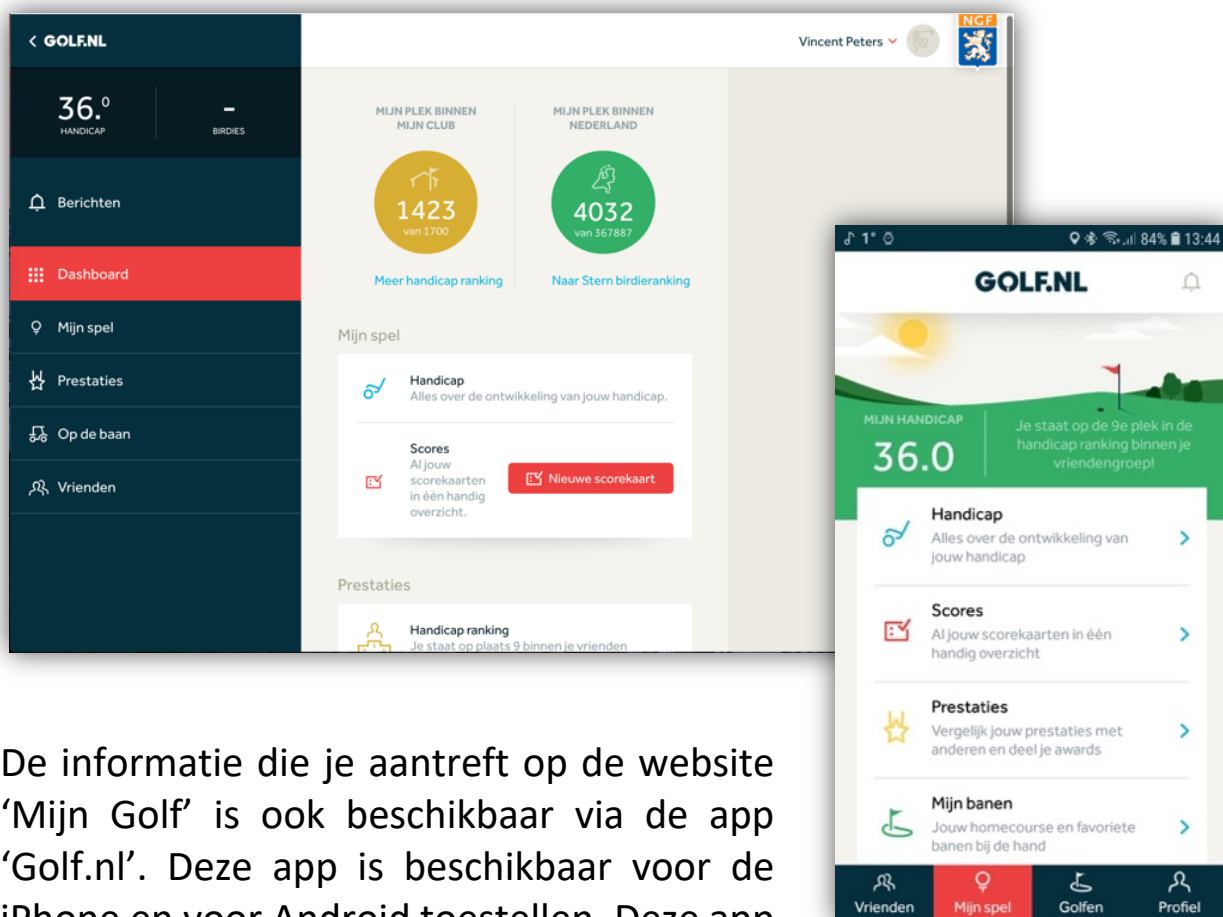 < GOLF.NL
Vincent Peters
NGF
36.0
HANDICAP
-
BIRDIES
Berichten
Dashboard
Mijn spel
Prestaties
Op de baan
Vrienden
MIJN PLEK BINNEN
MIJN CLUB
1423
van 1700
Meer handicap ranking
MIJN PLEK BINNEN
NEDERLAND
4032
van 367887
Naar Stern birdieranking
Mijn spel
Handicap
Alles over de ontwikkeling van jouw handicap.
Scores
Al jouw
scorekaarten
in één handig
overzicht.
Nieuwe scorekaart
Prestaties
Handicap ranking
Je staat op plaats 9 binnen je vrienden
1° 84% 13:44
GOLF.NL
MIJN HANDICAP
36.0
Je staat op de 9e plek in de
handicap ranking binnen je
vriendengroep!
Handicap
Alles over de ontwikkeling van
jouw handicap
Scores
Al jouw scorekaarten in één
handig overzicht
Prestaties
Vergelijk jouw prestaties met
anderen en deel je awards
Mijn banen
Jouw homecourse en favoriete
banen bij de hand
Vrienden Mijn spel Golfen Profiel
De informatie die je aantreft op de website
‘Mijn Golf’ is ook beschikbaar via de app
‘Golf.nl’. Deze app is beschikbaar voor de
iPhone en voor Android toestellen. Deze app